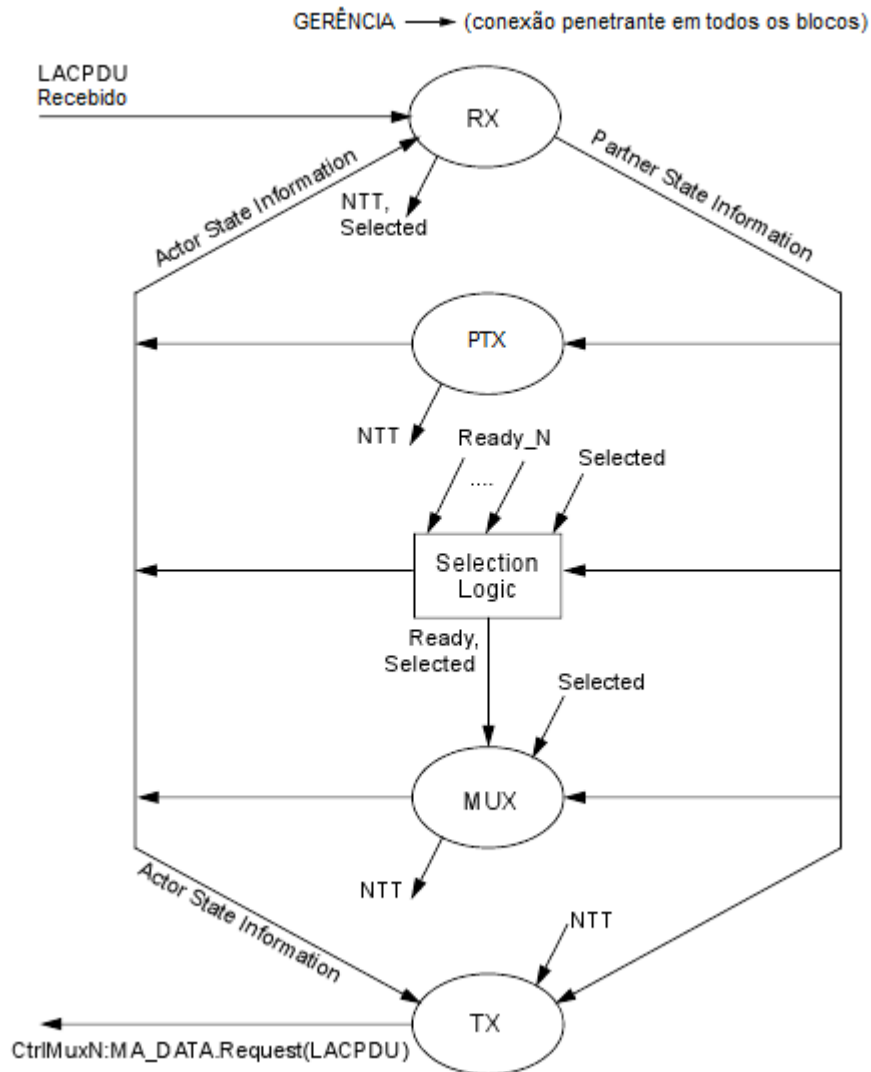 GERÊNCIA (conexão penetrante em todos os blocos)
LACPDU
Recebido
RX
Actor State Information
Partner State Information
NTT,
Selected
PTX
NTT
Ready_N
....
Selected
Selection
Logic
Ready,
Selected
Selected
MUX
NTT
Actor State Information
NTT
TX
CtrlMuxN:MA_DATA.Request(LACPDU)